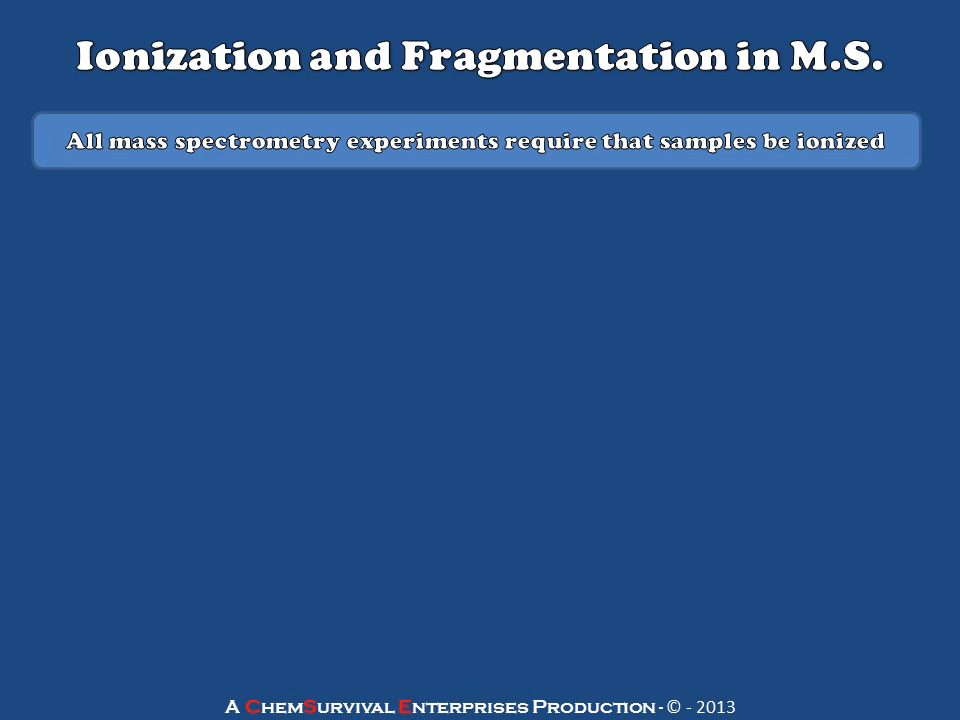 Ionization and Fragmentation in M.S.
All mass spectrometry experiments require that samples be ionized
A ChemSurvival Enterprises Production - © - 2013